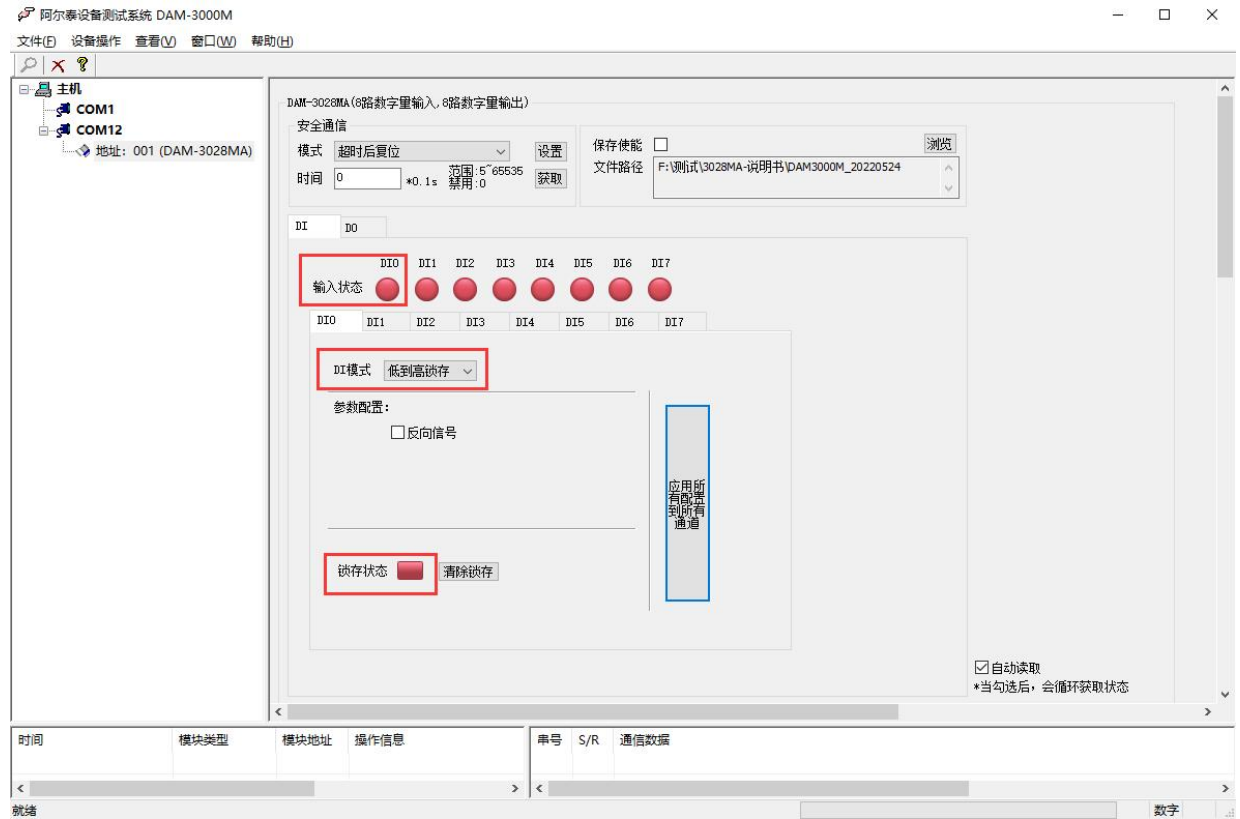 阿尔泰设备测试系统 DAM-3000M
文件(F) 设备操作 查看(V) 窗口(W) 帮助(H)
主机
COM1
COM12
地址：001 (DAM-3028MA)
DAM-3028MA(8路数字里输入,8路数字里输出)
安全通信
模式 超时后复位 设置
时间 0 *0.1s 范围:5~65535 禁用:0 获取
保存使能 浏览
文件路径 F:\测试\3028MA-说明书\DAM3000M_20220524
DI DO
DI0 DI1 DI2 DI3 DI4 DI5 DI6 DI7
输入状态
DI0 DI1 DI2 DI3 DI4 DI5 DI6 DI7
DI模式 低到高锁存
参数配置:
反向信号
应用所
有配置
到所有
通道
锁存状态 清除锁存
自动读取
*当勾选后，会循环获取状态
时间 模块类型 模块地址 操作信息 串号 S/R 通信数据
就绪 数字